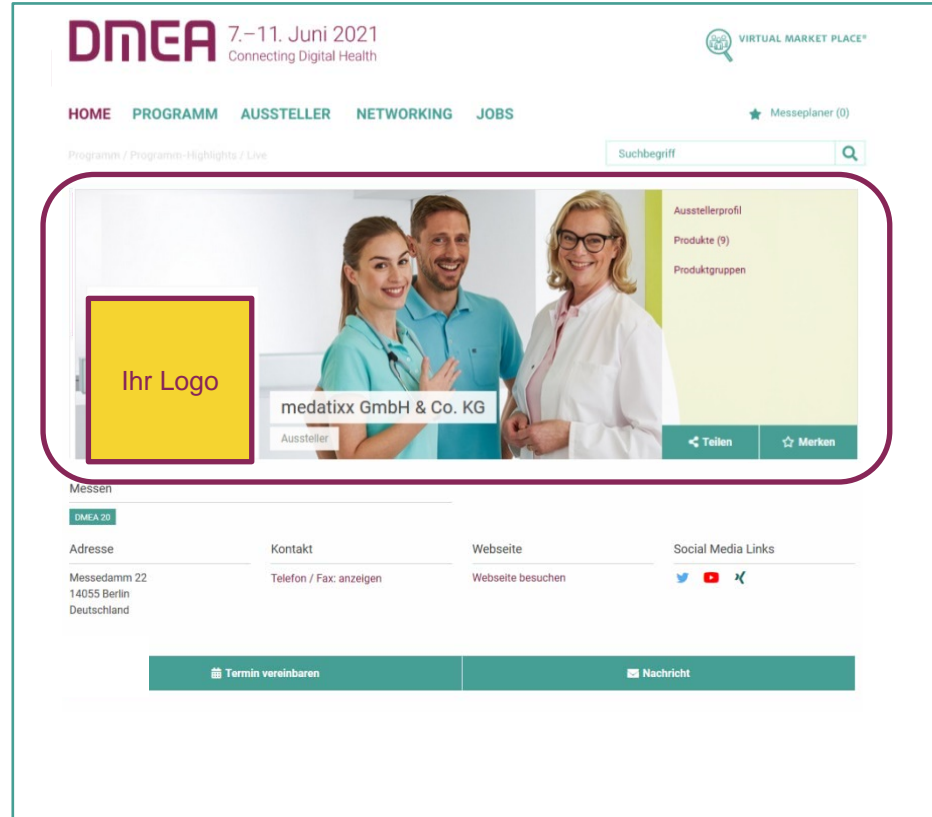 DMEA 7.–11. Juni 2021
Connecting Digital Health
VIRTUAL MARKET PLACE®
HOME PROGRAMM AUSSTELLER NETWORKING JOBS
Messeplaner (0)
Programm / Programm-Highlights / Live
Suchbegriff
Ausstellerprofil
Produkte (9)
Produktgruppen
Ihr Logo
medatixx GmbH & Co. KG
Aussteller
Teilen
Merken
Messen
DMEA 20
Adresse
Messedamm 22
14055 Berlin
Deutschland
Kontakt
Telefon / Fax: anzeigen
Webseite
Webseite besuchen
Social Media Links
Termin vereinbaren
Nachricht